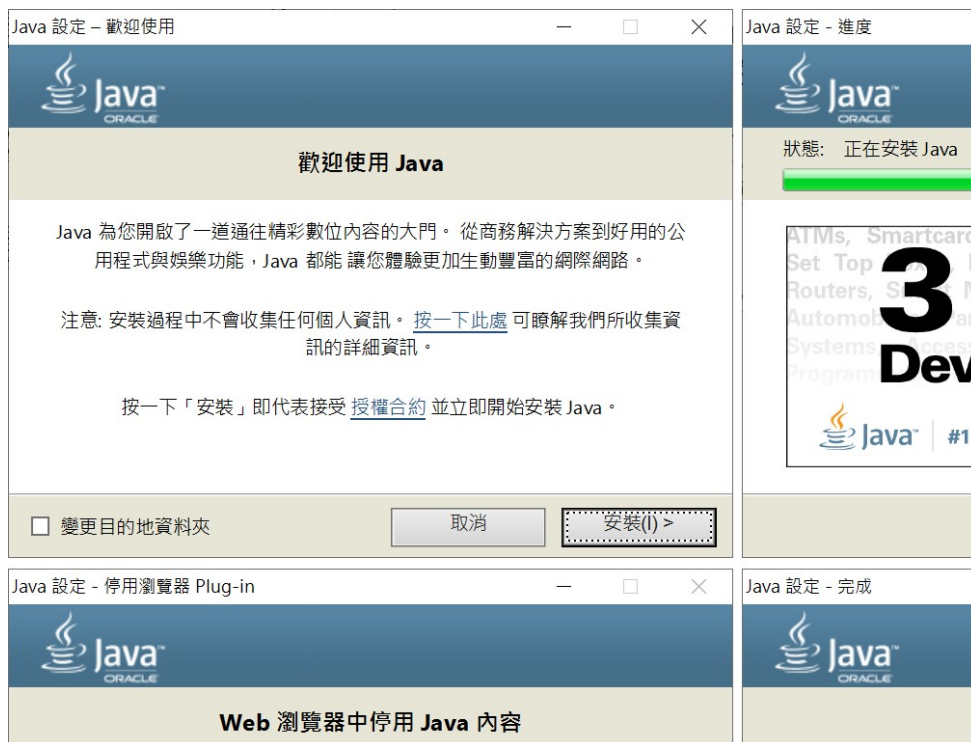 Java 設定 – 歡迎使用
Java
ORACLE
歡迎使用 Java
Java 為您開啟了一道通往精彩數位內容的大門。 從商務解決方案到好用的公
用程式與娛樂功能，Java 都能 讓您體驗更加生動豐富的網際網路。
注意: 安裝過程中不會收集任何個人資訊。 按一下此處 可瞭解我們所收集資
訊的詳細資訊。
按一下「安裝」即代表接受 授權合約 並立即開始安裝 Java。
變更目的地資料夾
取消
安裝(I) >
Java 設定 - 進度
Java
ORACLE
狀態: 正在安裝 Java
ATMs, Smartcard
Set Top
Routers,
3
Dev
Java #1
Java 設定 - 停用瀏覽器 Plug-in
Java
ORACLE
Web 瀏覽器中停用 Java 內容
Java 設定 - 完成
Java
ORACLE